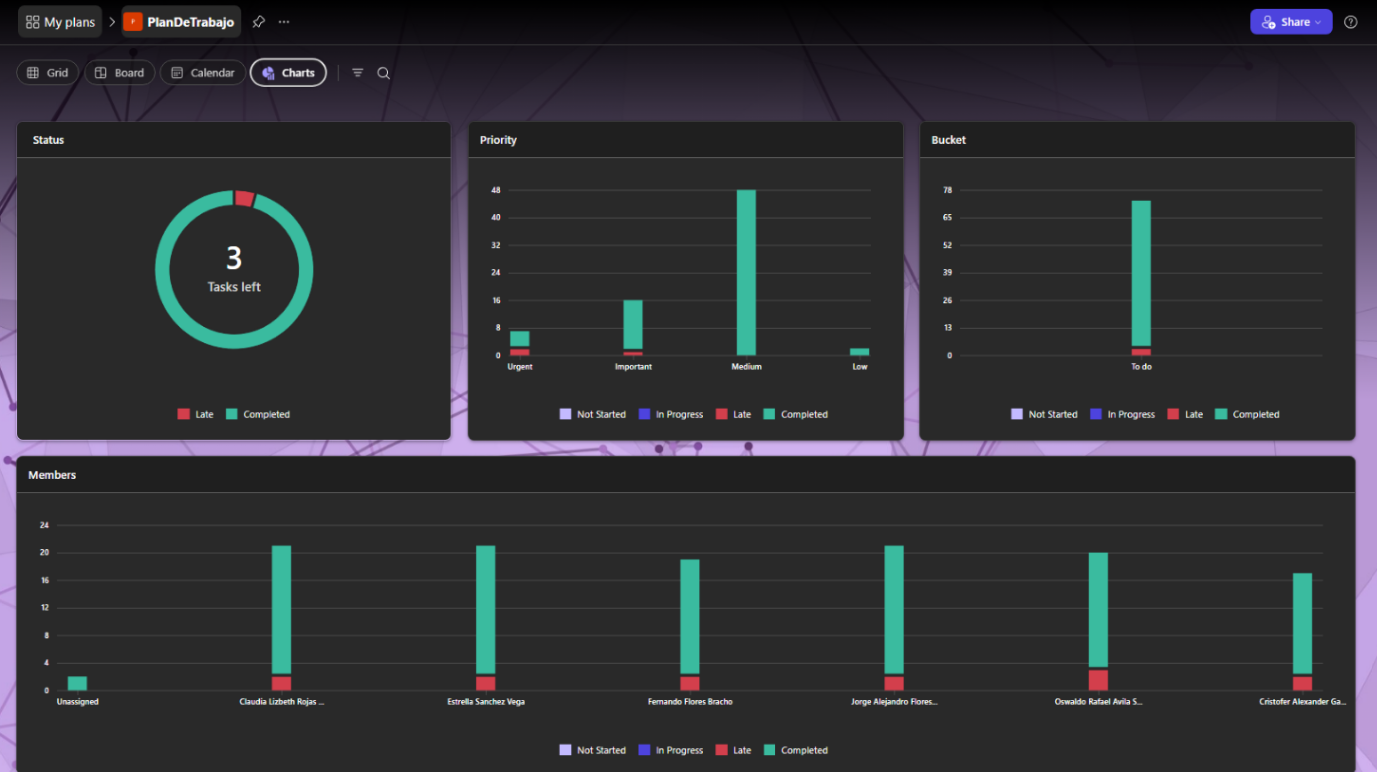 My plans > F PlanDeTrabajo ...
Share
Grid Board Calendar Charts
Status
3
Tasks left
Late Completed
Priority
48
40
32
24
16
8
0
Urgent Important Medium Low
Not Started In Progress Late Completed
Bucket
78
65
52
39
26
13
0
To do
Not Started In Progress Late Completed
Members
24
20
16
12
8
4
0
Unassigned Claudia Lizbeth Rojas ... Estrella Sanchez Vega Fernando Flores Bracho Jorge Alejandro Flores... Oswaldo Rafael Avila S... Cristofer Alexander Ga...
Not Started In Progress Late Completed